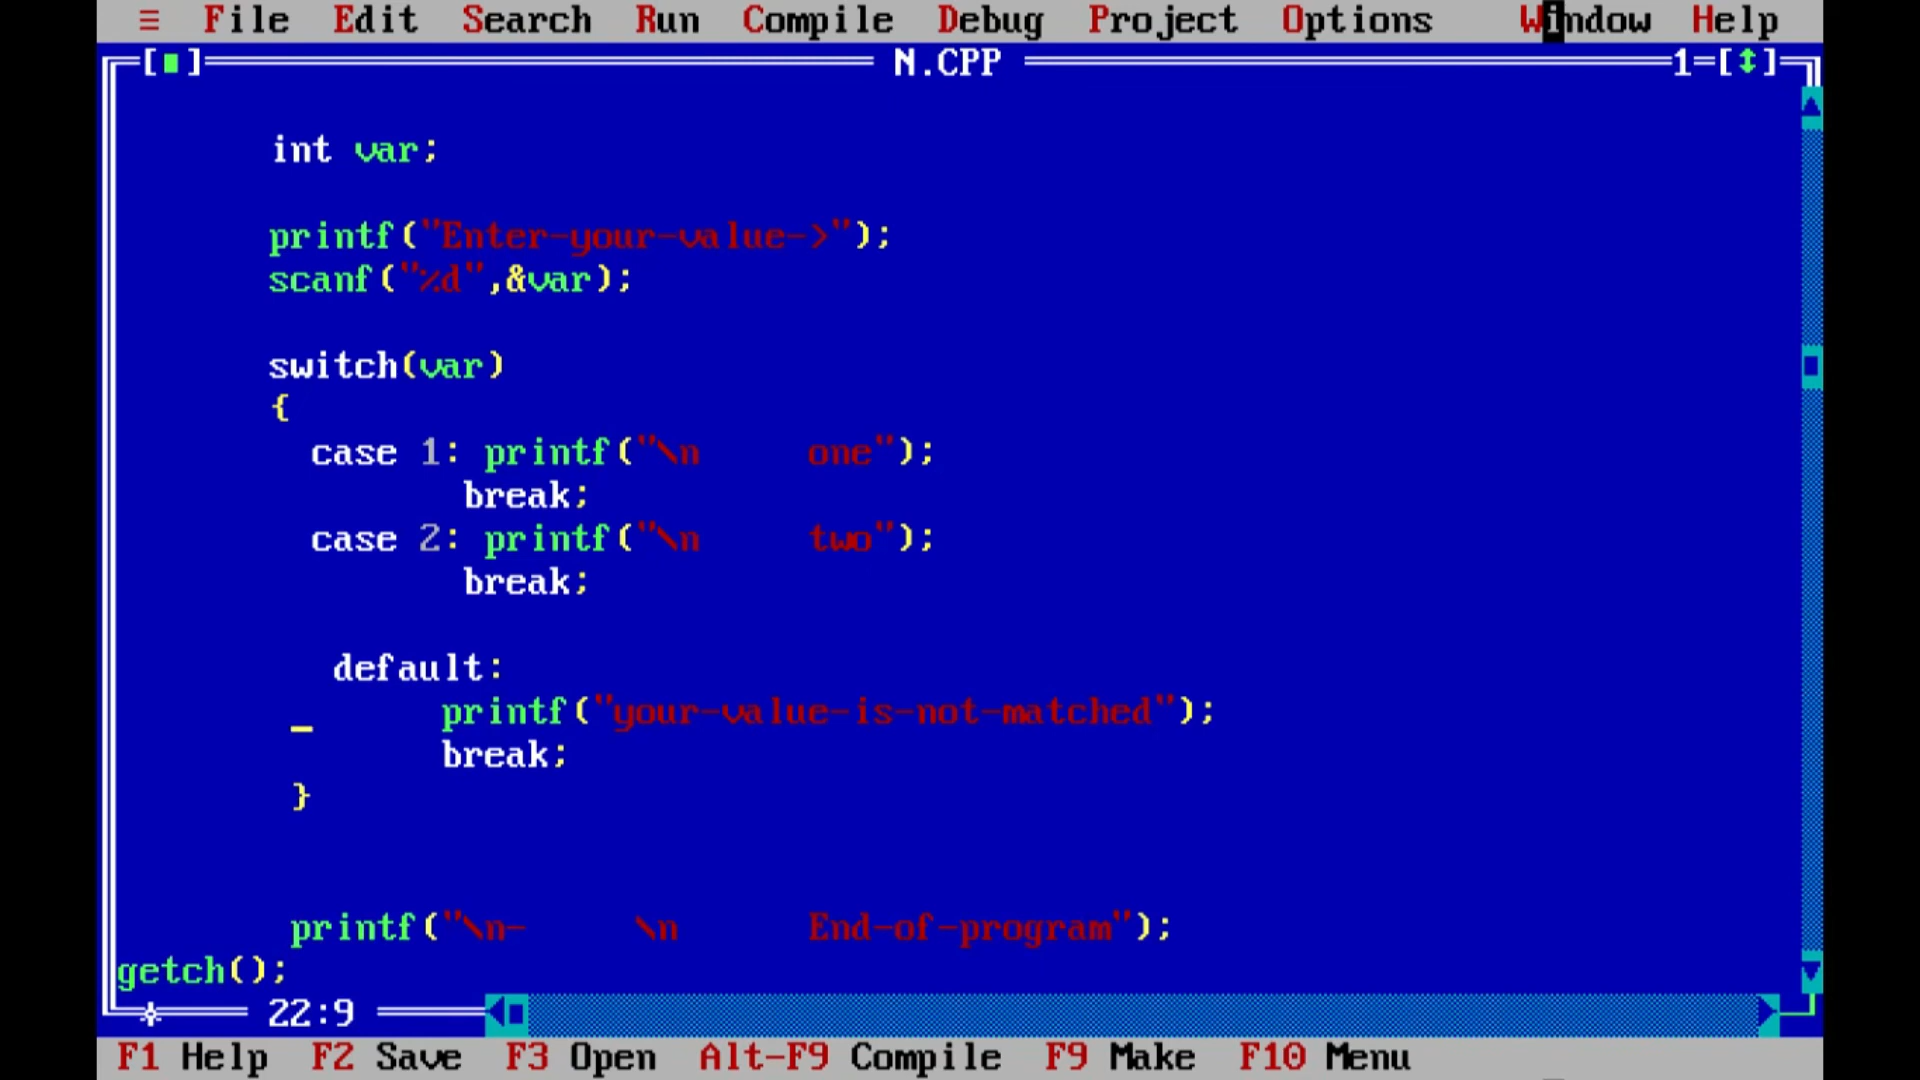 ≡ File Edit Search Run Compile Debug Project Options Window Help
[■] N.CPP 1=[↕]
int var;
printf("Enter-your-value->");
scanf("%d",&var);
switch(var)
{
case 1: printf("\n      one");
break;
case 2: printf("\n      two");
break;
default:
printf("your-value-is-not-matched");
break;
}
printf("\n-      \n      End-of-program");
getch();
22:9
F1 Help F2 Save F3 Open Alt-F9 Compile F9 Make F10 Menu